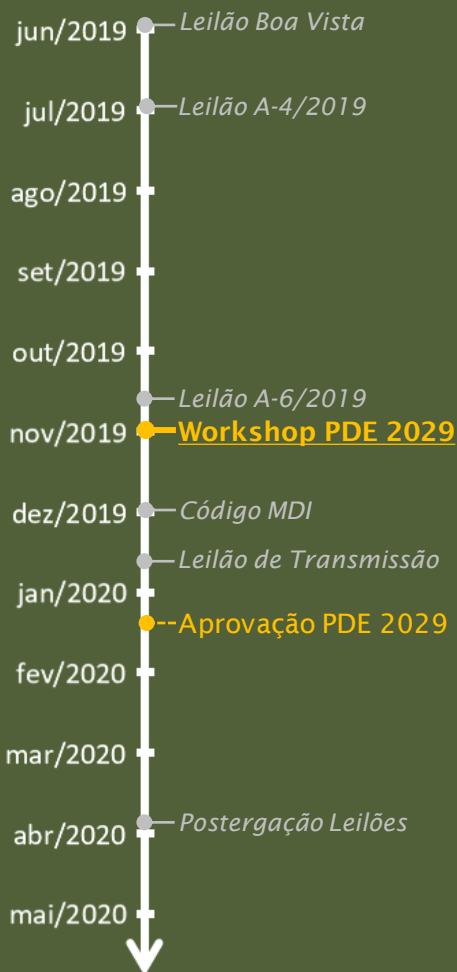 jun/2019
Leilão Boa Vista
jul/2019
Leilão A-4/2019
ago/2019
set/2019
out/2019
Leilão A-6/2019
nov/2019
Workshop PDE 2029
dez/2019
Código MDI
Leilão de Transmissão
jan/2020
Aprovação PDE 2029
fev/2020
mar/2020
Postergação Leilões
abr/2020
mai/2020